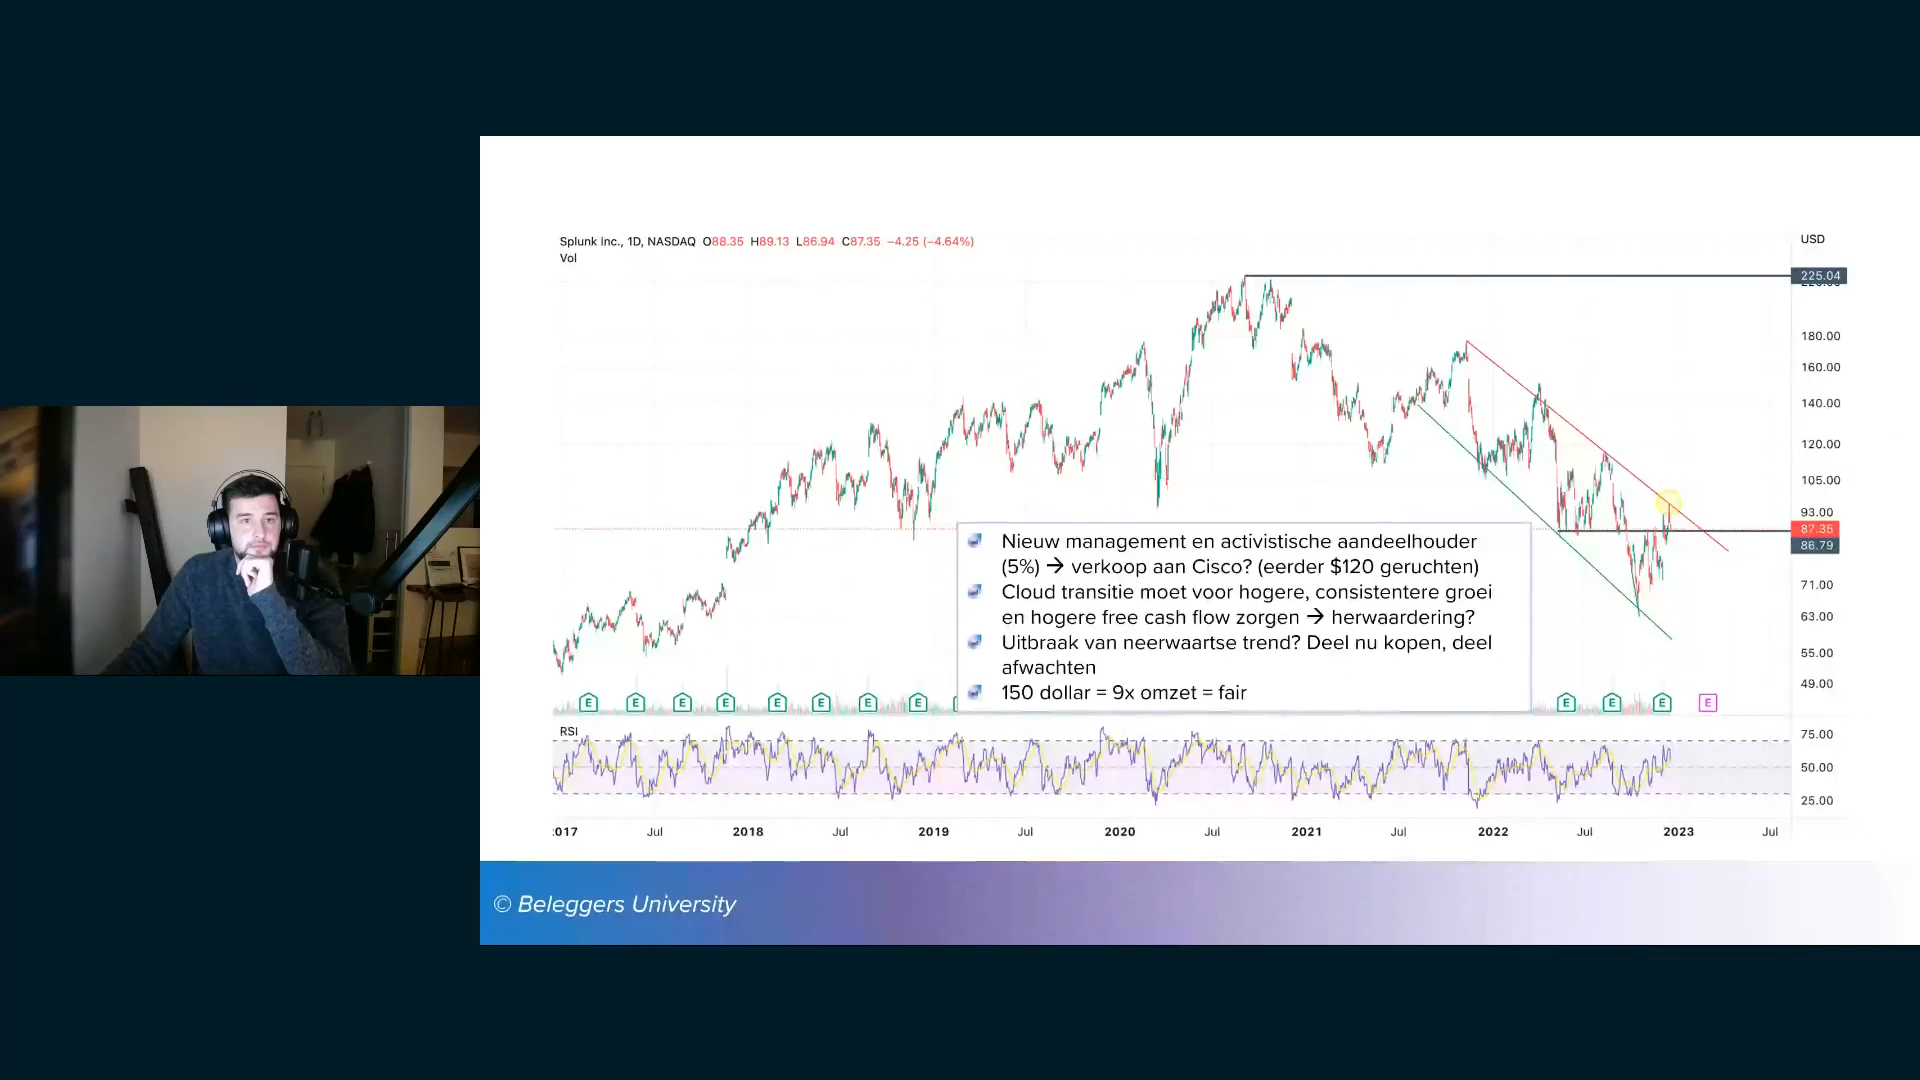 Splunk Inc., 1D, NASDAQ O88.35 H89.13 L86.94 C87.35 −4.25 (−4.64%)
Vol
USD
225.04
180.00
160.00
140.00
120.00
105.00
93.00
87.35
86.79
71.00
63.00
55.00
49.00
Nieuw management en activistische aandeelhouder
(5%) → verkoop aan Cisco? (eerder $120 geruchten)
Cloud transitie moet voor hogere, consistentere groei
en hogere free cash flow zorgen → herwaardering?
Uitbraak van neerwaartse trend? Deel nu kopen, deel
afwachten
150 dollar = 9x omzet = fair
E E E E E E E E E E E E
RSI
75.00
50.00
25.00
2017 Jul 2018 Jul 2019 Jul 2020 Jul 2021 Jul 2022 Jul 2023 Jul
© Beleggers University